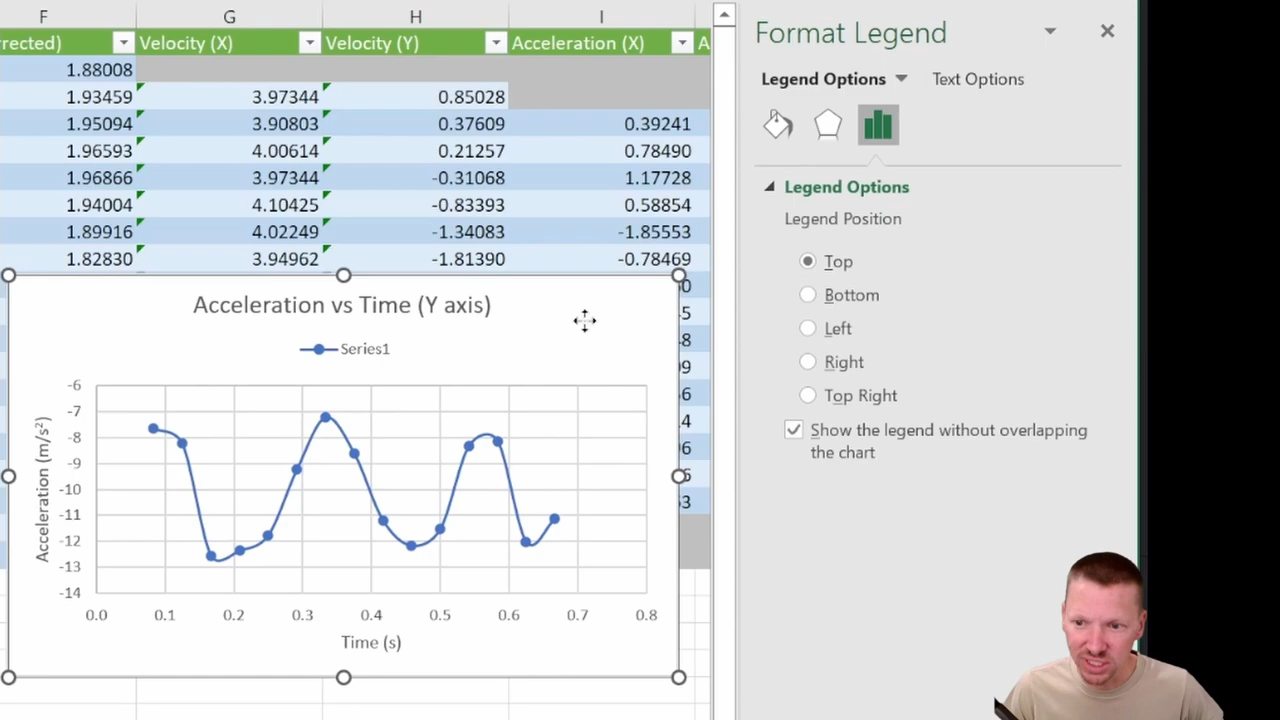 F G H I
rrected) Velocity (X) Velocity (Y) Acceleration (X) A
1.88008
1.93459 3.97344 0.85028
1.95094 3.90803 0.37609 0.39241
1.96593 4.00614 0.21257 0.78490
1.96866 3.97344 -0.31068 1.17728
1.94004 4.10425 -0.83393 0.58854
1.89916 4.02249 -1.34083 -1.85553
1.82830 3.94962 -1.81390 -0.78469
Acceleration vs Time (Y axis)
Series1
-6
-7
-8
-9
-10
-11
-12
-13
-14
Acceleration (m/s²)
0.0 0.1 0.2 0.3 0.4 0.5 0.6 0.7 0.8
Time (s)
Format Legend
Legend Options Text Options
Legend Options
Legend Position
Top
Bottom
Left
Right
Top Right
Show the legend without overlapping
the chart